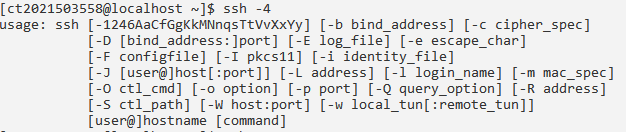 [ct2021503558@localhost ~]$ ssh -4
usage: ssh [-1246AaCfGgKkMNnqsTtVvXxYy] [-b bind_address] [-c cipher_spec]
           [-D [bind_address:]port] [-E log_file] [-e escape_char]
           [-F configfile] [-I pkcs11] [-i identity_file]
           [-J [user@]host[:port]] [-L address] [-l login_name] [-m mac_spec]
           [-O ctl_cmd] [-o option] [-p port] [-Q query_option] [-R address]
           [-S ctl_path] [-W host:port] [-w local_tun[:remote_tun]]
           [user@]hostname [command]